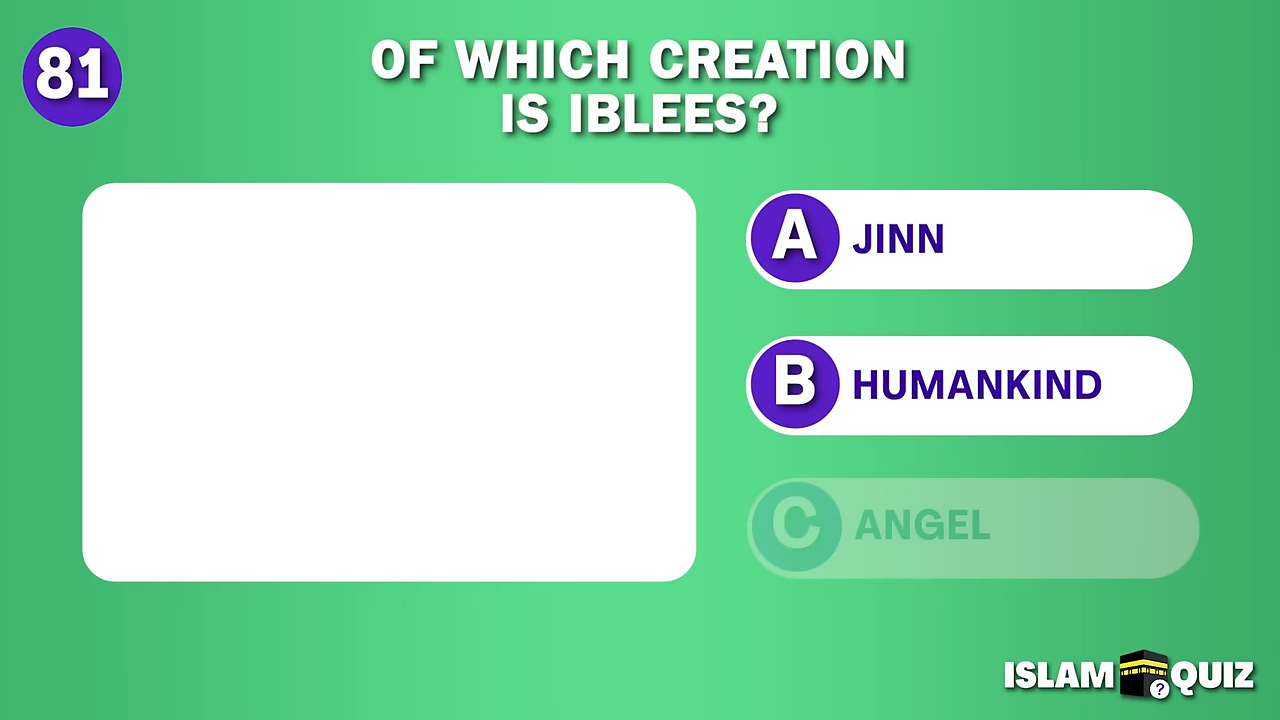 81
OF WHICH CREATION
IS IBLEES?
A JINN
B HUMANKIND
C ANGEL
ISLAM ? QUIZ